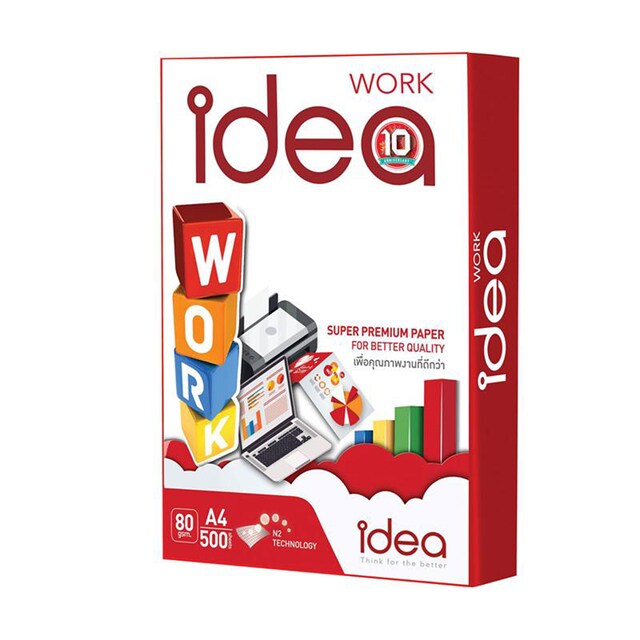 WORK
idea
10
ANNIVERSARY
W
O
R
K
SUPER PREMIUM PAPER
FOR BETTER QUALITY
เพื่อคุณภาพงานที่ดีกว่า
80
gsm.
A4
500
N2
TECHNOLOGY
idea
Think for the better
WORK
idea